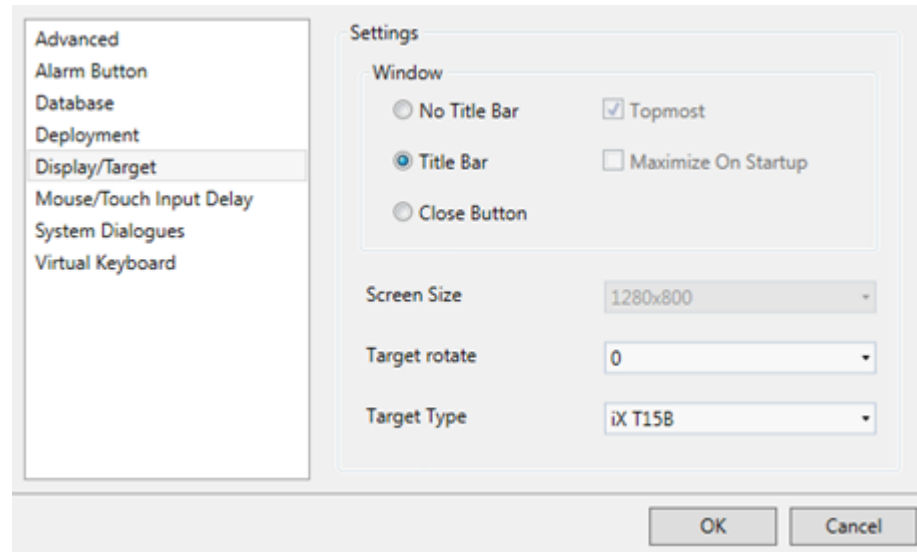 Advanced
Alarm Button
Database
Deployment
Display/Target
Mouse/Touch Input Delay
System Dialogues
Virtual Keyboard
Settings
Window
No Title Bar
Topmost
Title Bar
Maximize On Startup
Close Button
Screen Size
1280x800
Target rotate
0
Target Type
iX T15B
OK
Cancel